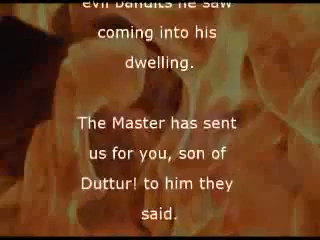 evil bandits he saw
coming into his
dwelling.
The Master has sent
us for you, son of
Duttur! to him they
said.